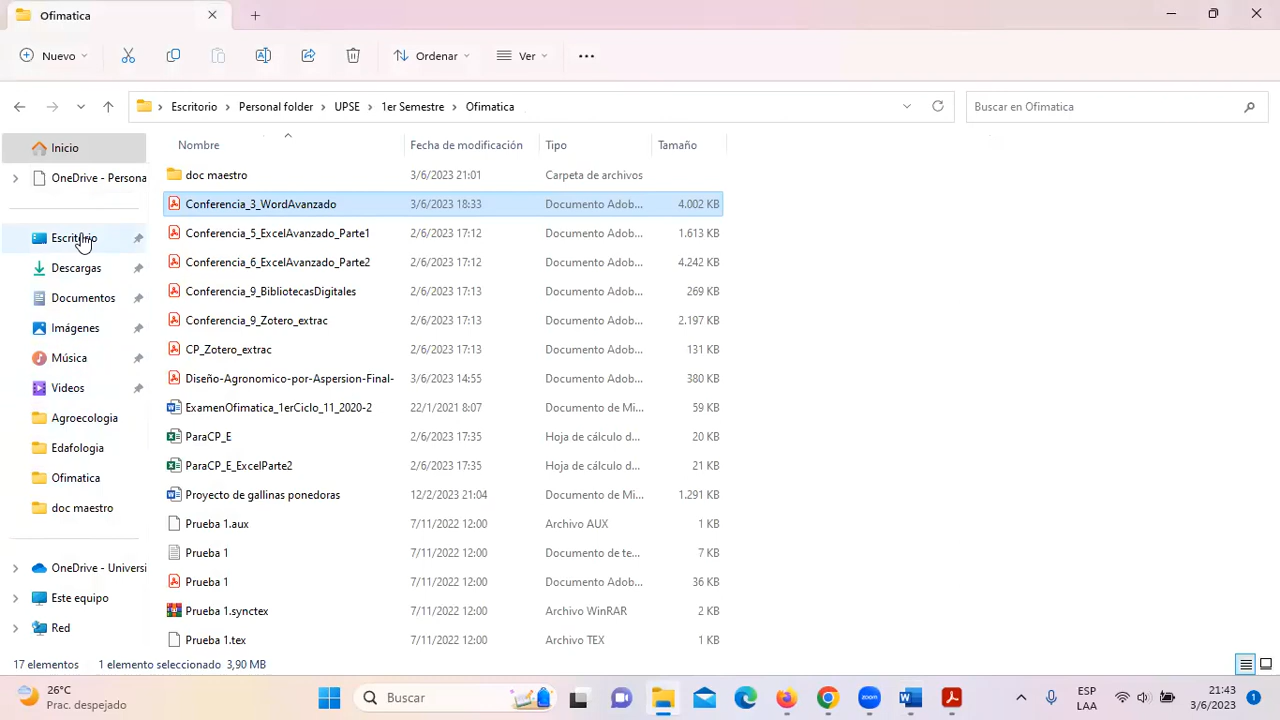 Ofimatica
Nuevo
Ordenar
Ver
Escritorio
Personal folder
UPSE
1er Semestre
Ofimatica
Buscar en Ofimatica
Inicio
OneDrive - Persona
Escritorio
Descargas
Documentos
Imágenes
Música
Videos
Agroecologia
Edafologia
Ofimatica
doc maestro
OneDrive - Universi
Este equipo
Red
Nombre Fecha de modificación Tipo Tamaño
doc maestro 3/6/2023 21:01 Carpeta de archivos
Conferencia_3_WordAvanzado 3/6/2023 18:33 Documento Adob... 4.002 KB
Conferencia_5_ExcelAvanzado_Parte1 2/6/2023 17:12 Documento Adob... 1.613 KB
Conferencia_6_ExcelAvanzado_Parte2 2/6/2023 17:12 Documento Adob... 4.242 KB
Conferencia_9_BibliotecasDigitales 2/6/2023 17:13 Documento Adob... 269 KB
Conferencia_9_Zotero_extrac 2/6/2023 17:13 Documento Adob... 2.197 KB
CP_Zotero_extrac 2/6/2023 17:13 Documento Adob... 131 KB
Diseño-Agronomico-por-Aspersion-Final- 3/6/2023 14:55 Documento Adob... 380 KB
ExamenOfimatica_1erCiclo_11_2020-2 22/1/2021 8:07 Documento de Mi... 59 KB
ParaCP_E 2/6/2023 17:35 Hoja de cálculo d... 20 KB
ParaCP_E_ExcelParte2 2/6/2023 17:35 Hoja de cálculo d... 21 KB
Proyecto de gallinas ponedoras 12/2/2023 21:04 Documento de Mi... 1.291 KB
Prueba 1.aux 7/11/2022 12:00 Archivo AUX 1 KB
Prueba 1 7/11/2022 12:00 Documento de te... 7 KB
Prueba 1 7/11/2022 12:00 Documento Adob... 36 KB
Prueba 1.synctex 7/11/2022 12:00 Archivo WinRAR 2 KB
Prueba 1.tex 7/11/2022 12:00 Archivo TEX 1 KB
17 elementos 1 elemento seleccionado 3,90 MB
26°C
Prac. despejado
Buscar
ESP
LAA
21:43
3/6/2023
1